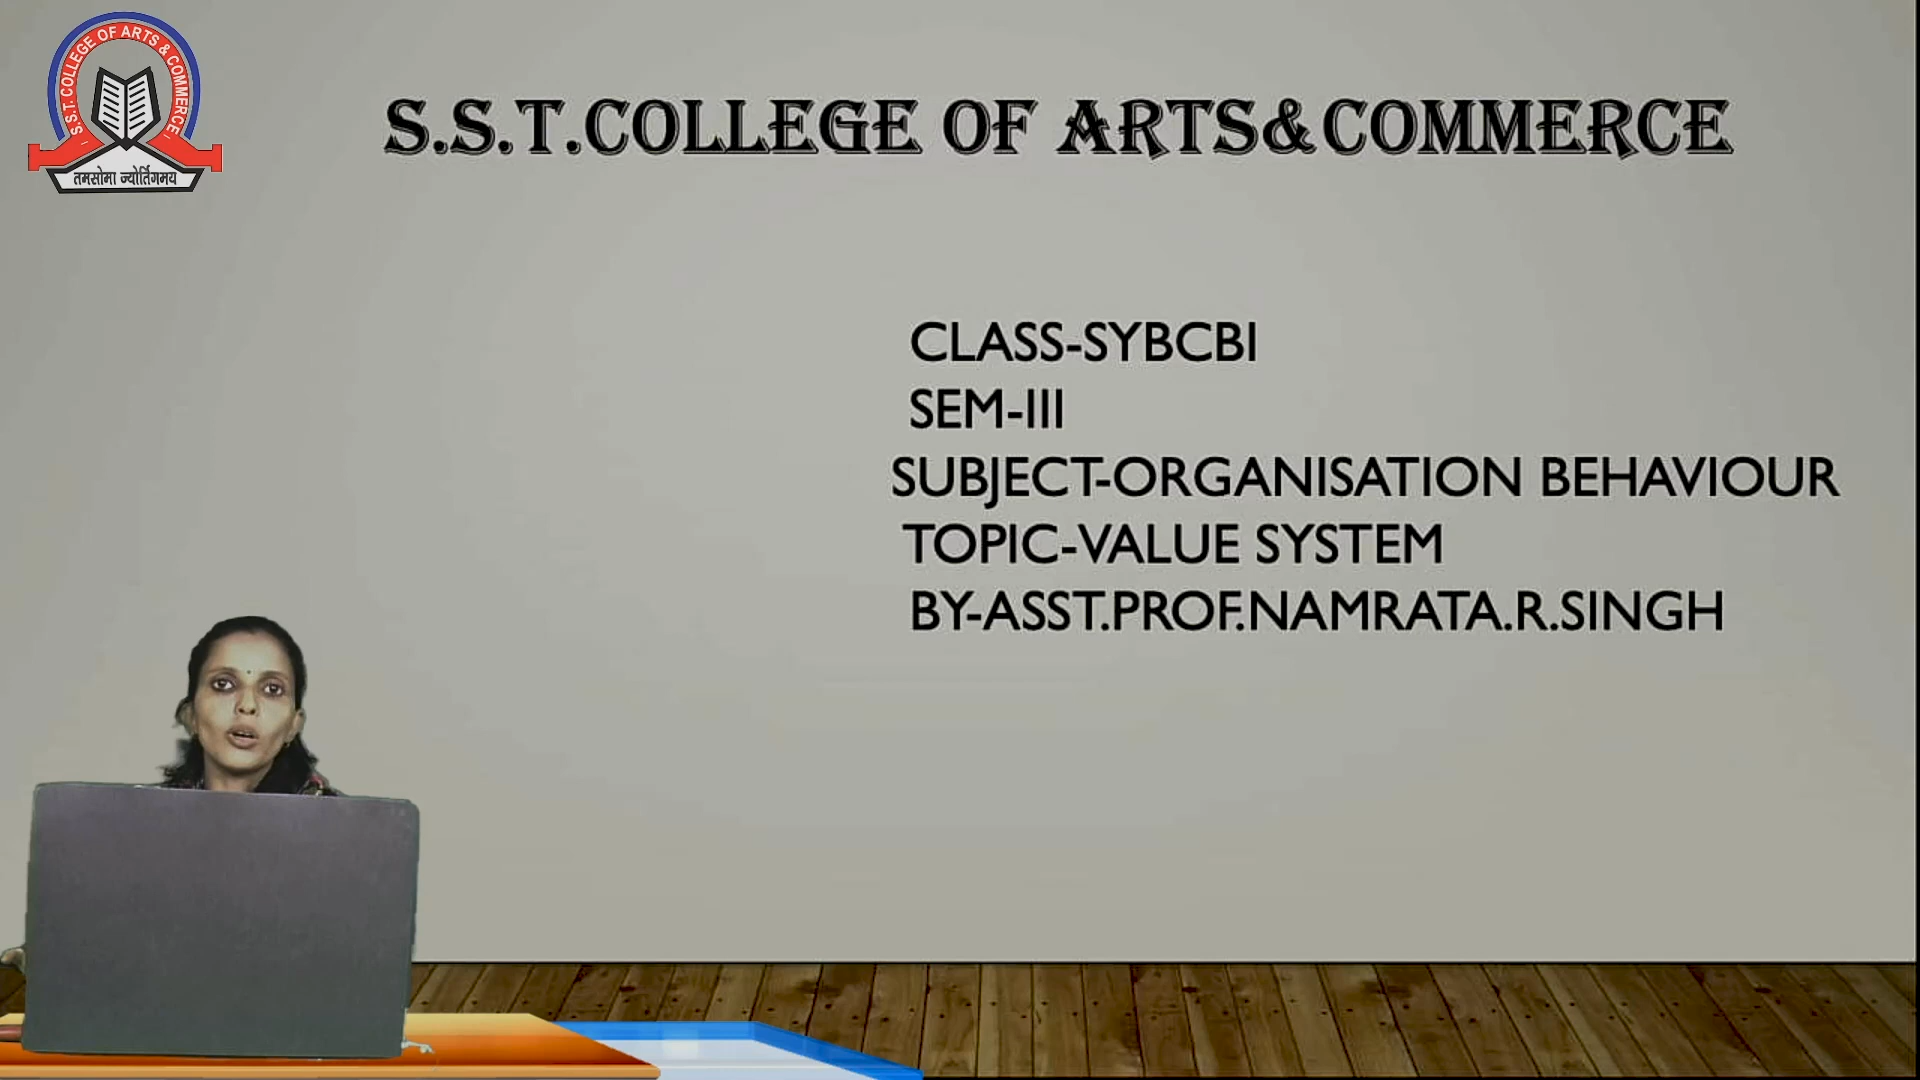 S.S.T. COLLEGE OF ARTS & COMMERCE
तमसोमा ज्योर्तिगमय
S.S.T.COLLEGE OF ARTS&COMMERCE
CLASS-SYBCBI
SEM-III
SUBJECT-ORGANISATION BEHAVIOUR
TOPIC-VALUE SYSTEM
BY-ASST.PROF.NAMRATA.R.SINGH